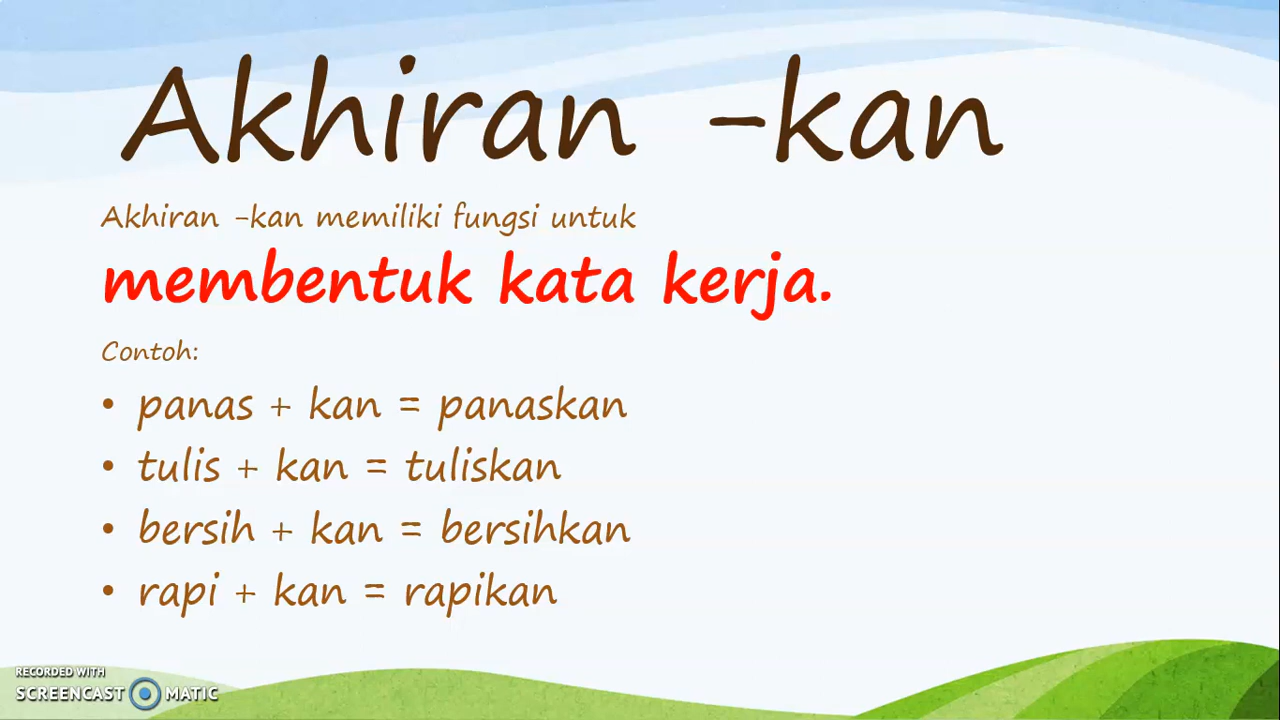 Akhiran -kan
Akhiran -kan memiliki fungsi untuk
membentuk kata kerja.
Contoh:
• panas + kan = panaskan
• tulis + kan = tuliskan
• bersih + kan = bersihkan
• rapi + kan = rapikan
RECORDED WITH
SCREENCAST MATIC